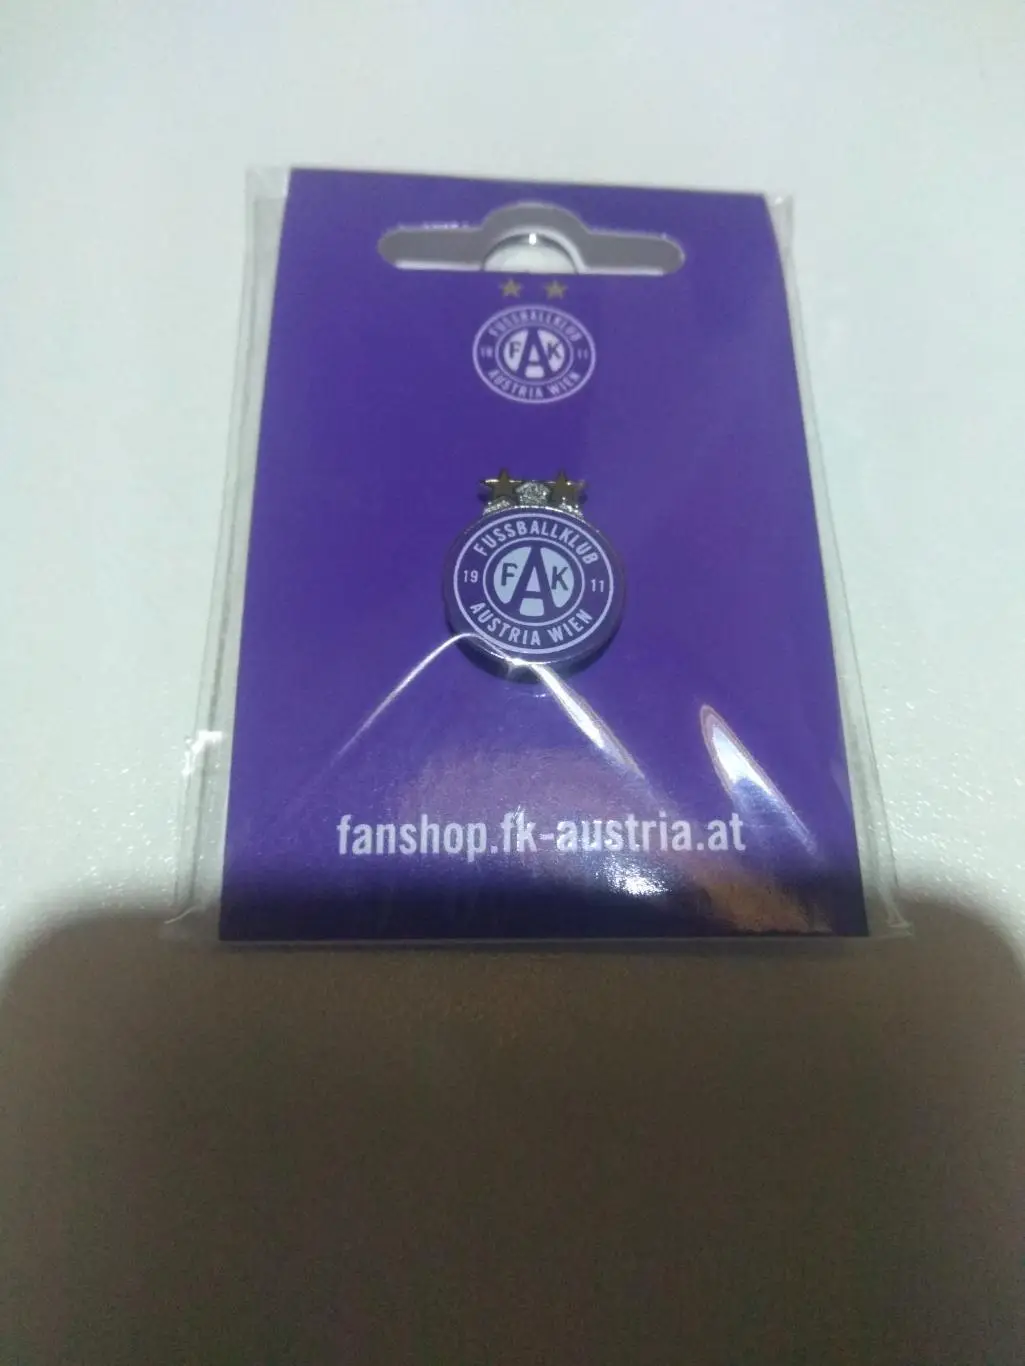 FUSSBALLKLUB
19 FAK 11
AUSTRIA WIEN
FUSSBALLKLUB
19 FAK 11
AUSTRIA WIEN
fanshop.fk-austria.at